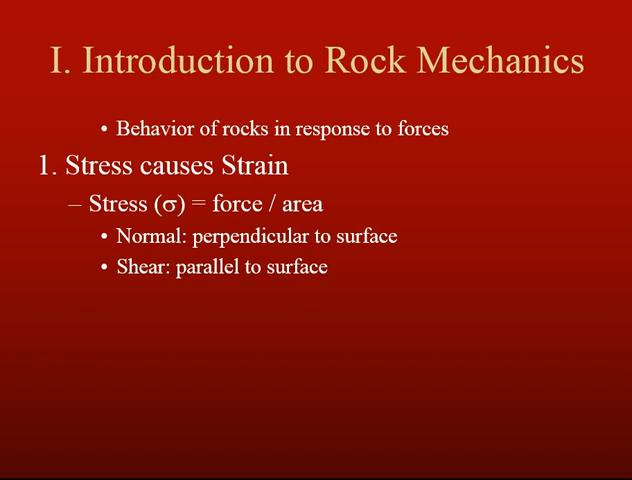 I. Introduction to Rock Mechanics
• Behavior of rocks in response to forces
1. Stress causes Strain
– Stress (σ) = force / area
• Normal: perpendicular to surface
• Shear: parallel to surface